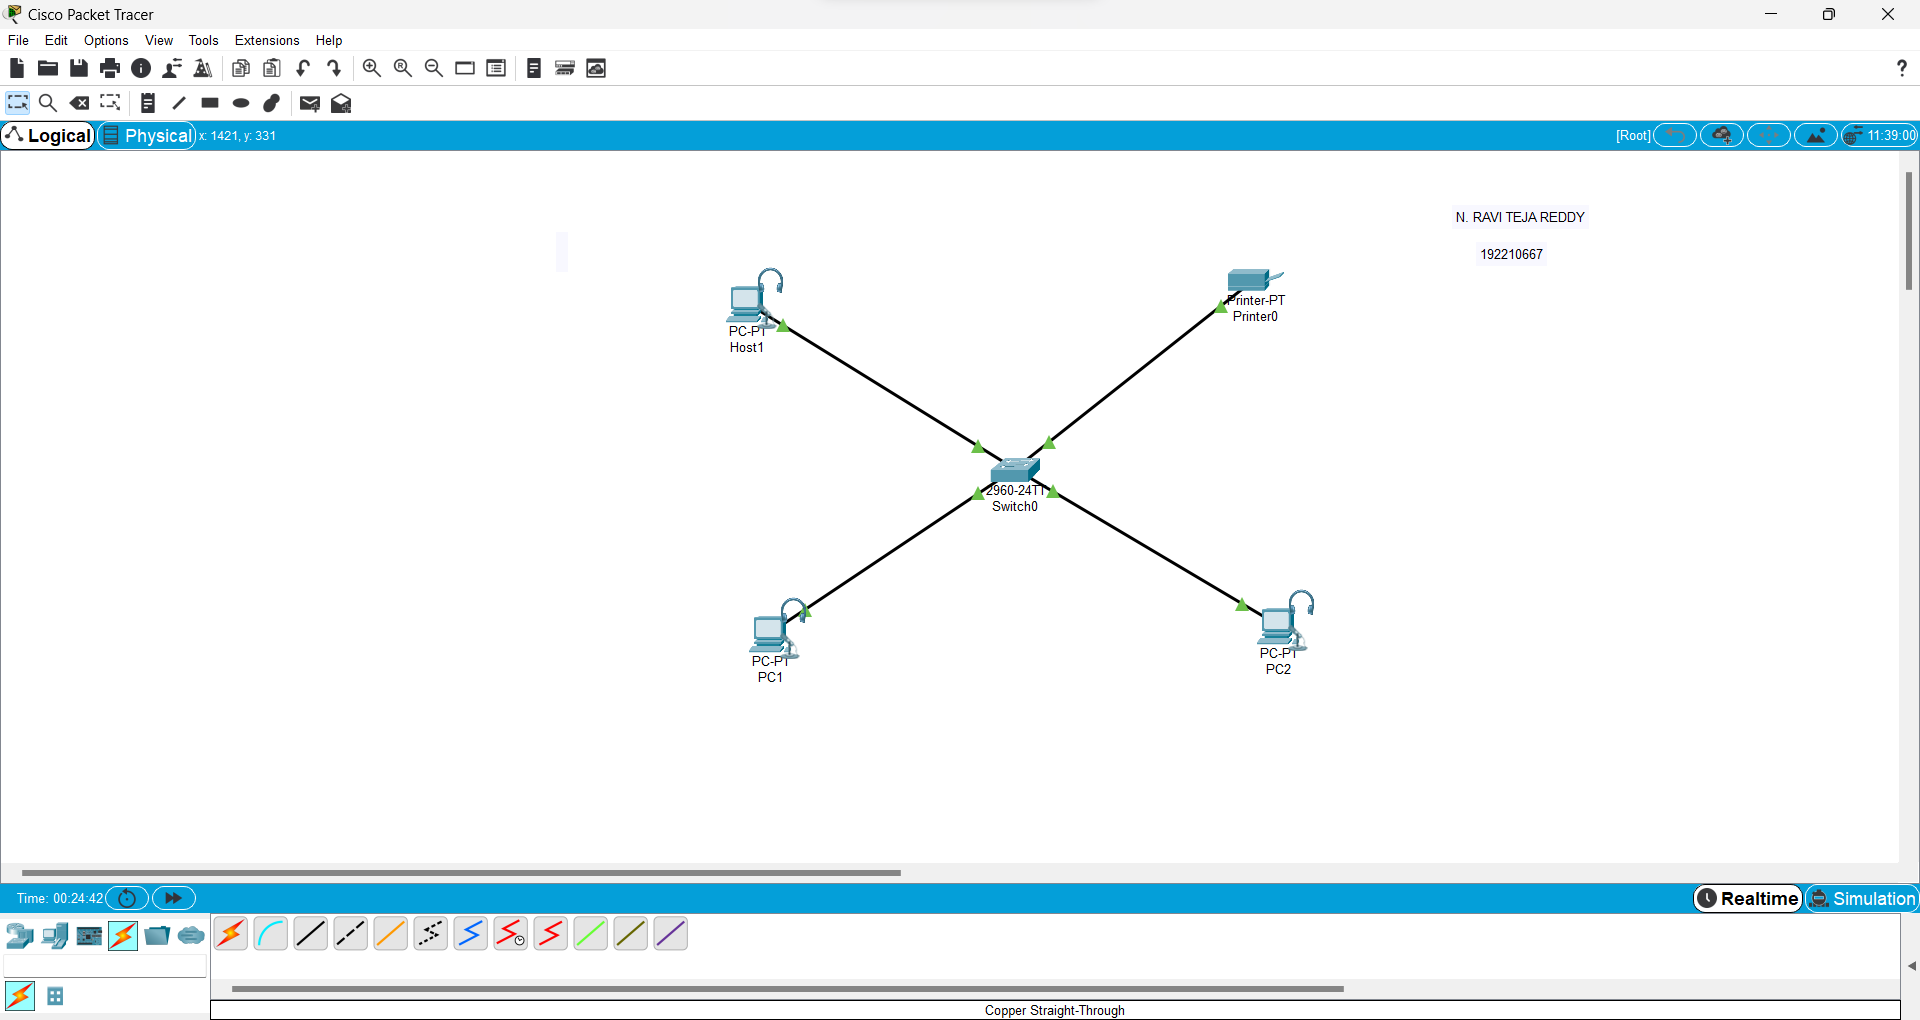 Cisco Packet Tracer
File Edit Options View Tools Extensions Help
Logical Physical x: 1421, y: 331 [Root] 11:39:00
N. RAVI TEJA REDDY
192210667
PC-PT
Host1
Printer-PT
Printer0
2960-24TT
Switch0
PC-PT
PC1
PC-PT
PC2
Time: 00:24:42 Realtime Simulation
Copper Straight-Through